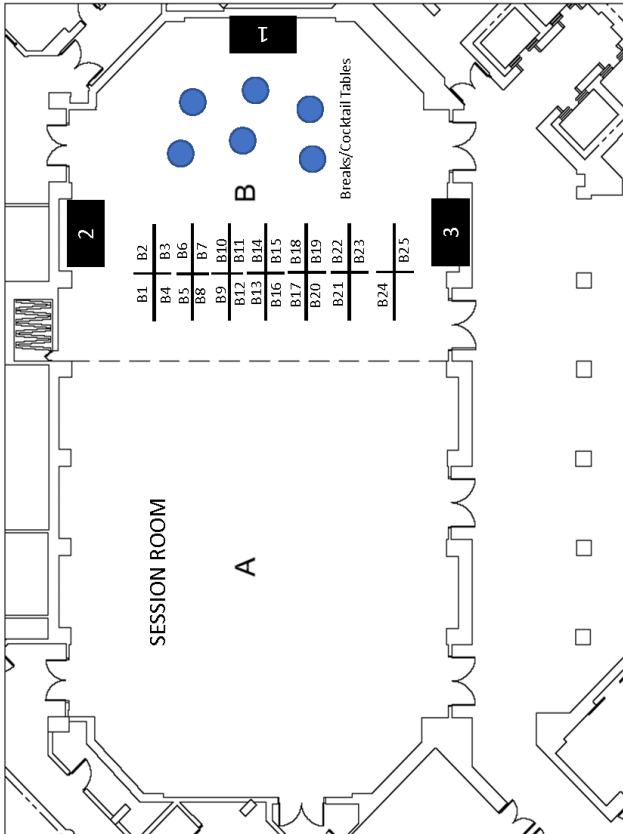 1
Breaks/Cocktail Tables
B
2
3
B2
B3
B6
B7
B10
B11
B14
B15
B18
B19
B22
B23
B25
B1
B4
B5
B8
B9
B12
B13
B16
B17
B20
B21
B24
SESSION ROOM
A